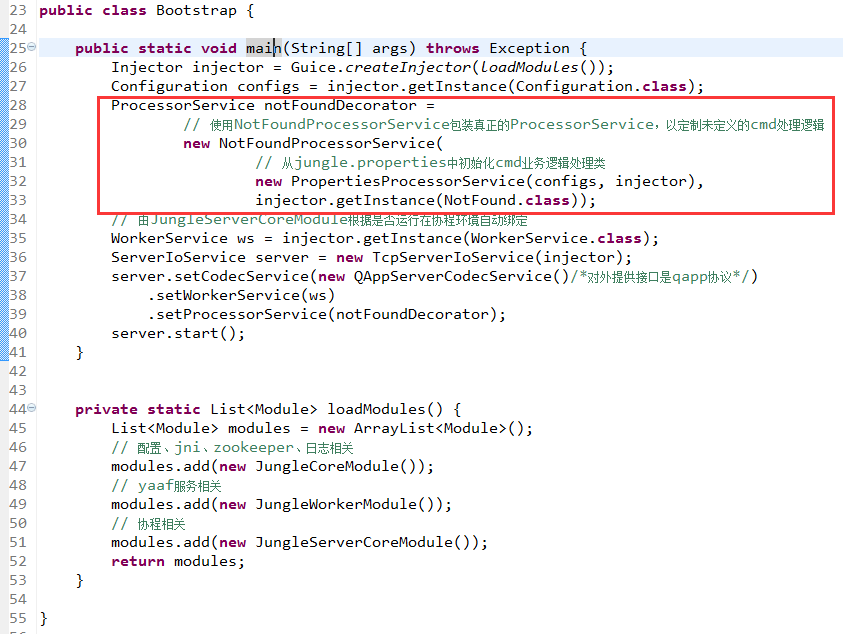 23 public class Bootstrap {
24
25 public static void main(String[] args) throws Exception {
26 Injector injector = Guice.createInjector(loadModules());
27 Configuration configs = injector.getInstance(Configuration.class);
28 ProcessorService notFoundDecorator =
29 // 使用NotFoundProcessorService包装真正的ProcessorService，以定制未定义的cmd处理逻辑
30 new NotFoundProcessorService(
31 // 从jungle.properties中初始化cmd业务逻辑处理类
32 new PropertiesProcessorService(configs, injector),
33 injector.getInstance(NotFound.class));
34 // 由JungleServerCoreModule根据是否运行在协程环境自动绑定
35 WorkerService ws = injector.getInstance(WorkerService.class);
36 ServerIoService server = new TcpServerIoService(injector);
37 server.setCodecService(new QAppServerCodecService()/*对外提供接口是qapp协议*/)
38 .setWorkerService(ws)
39 .setProcessorService(notFoundDecorator);
40 server.start();
41 }
42
43
44 private static List<Module> loadModules() {
45 List<Module> modules = new ArrayList<Module>();
46 // 配置、jni、zookeeper、日志相关
47 modules.add(new JungleCoreModule());
48 // yaaf服务相关
49 modules.add(new JungleWorkerModule());
50 // 协程相关
51 modules.add(new JungleServerCoreModule());
52 return modules;
53 }
54
55 }